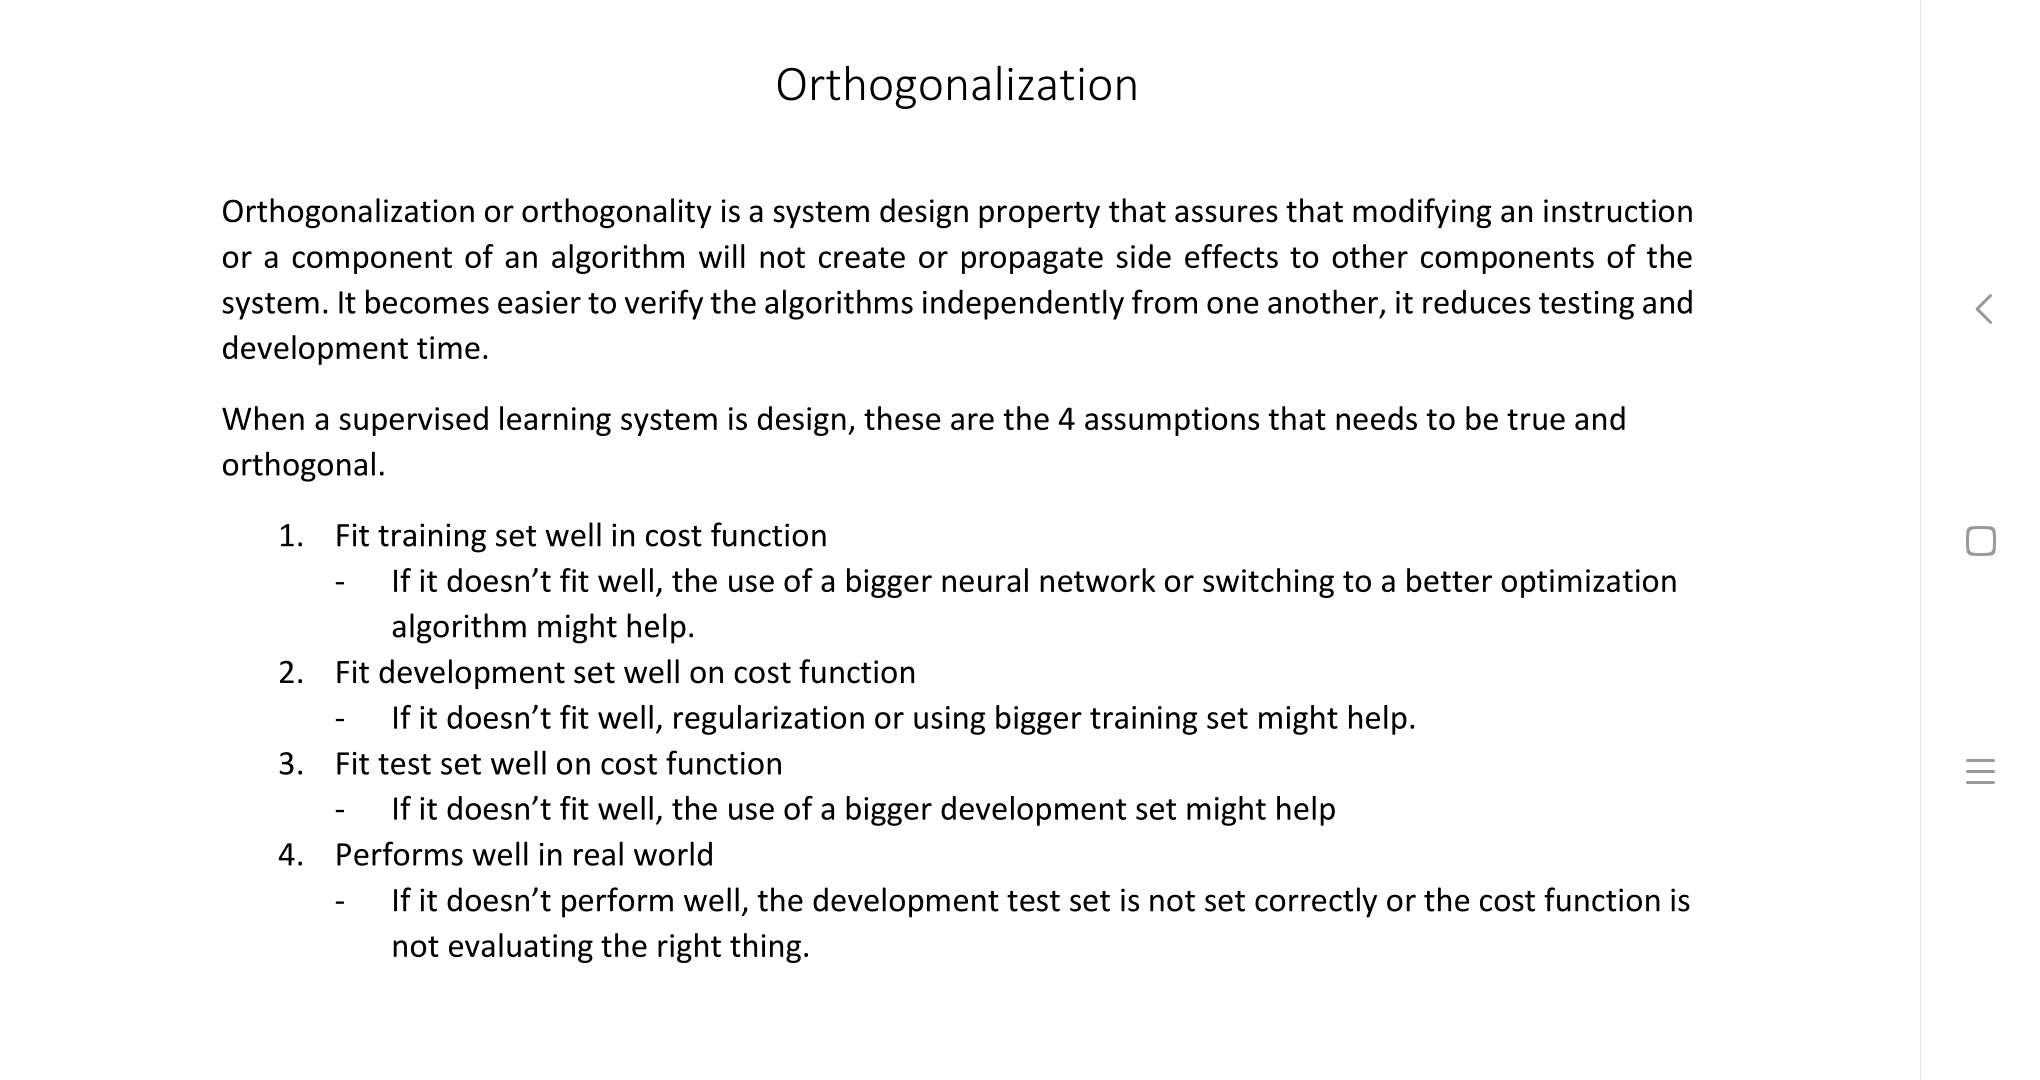 Orthogonalization
Orthogonalization or orthogonality is a system design property that assures that modifying an instruction
or a component of an algorithm will not create or propagate side effects to other components of the
system. It becomes easier to verify the algorithms independently from one another, it reduces testing and
development time.
When a supervised learning system is design, these are the 4 assumptions that needs to be true and
orthogonal.
1. Fit training set well in cost function
- If it doesn’t fit well, the use of a bigger neural network or switching to a better optimization
algorithm might help.
2. Fit development set well on cost function
- If it doesn’t fit well, regularization or using bigger training set might help.
3. Fit test set well on cost function
- If it doesn’t fit well, the use of a bigger development set might help
4. Performs well in real world
- If it doesn’t perform well, the development test set is not set correctly or the cost function is
not evaluating the right thing.